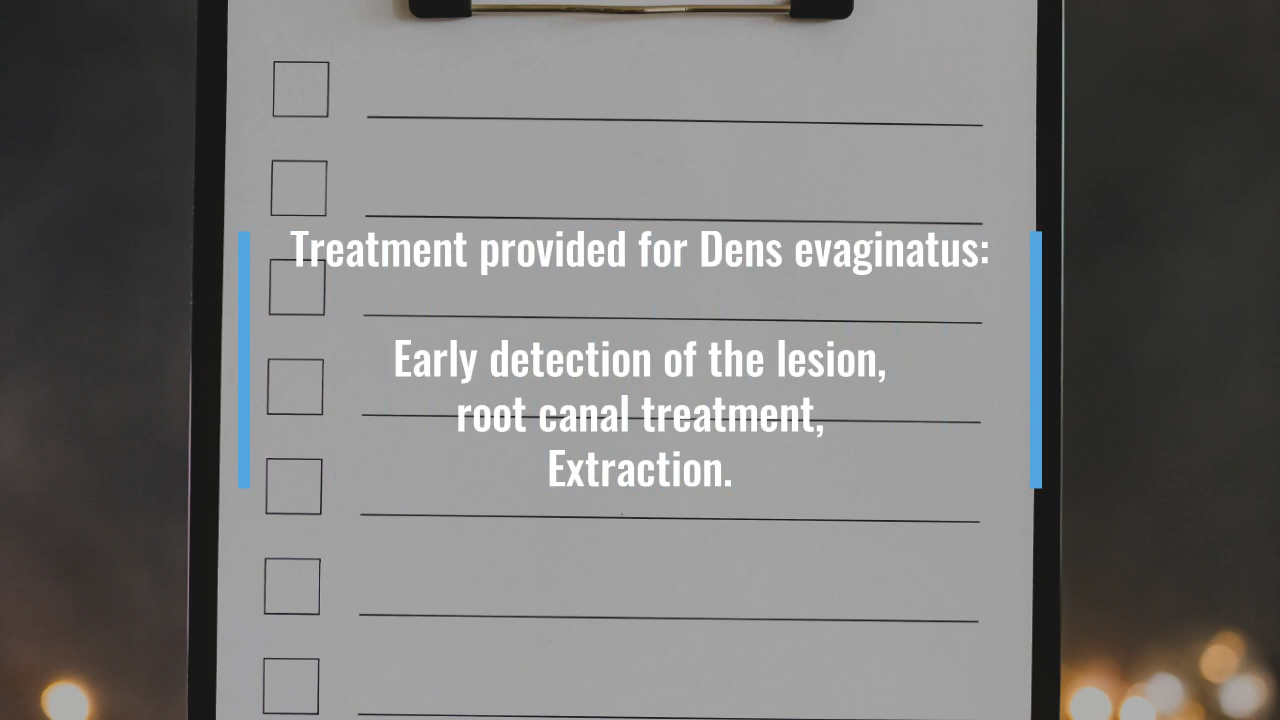 Treatment provided for Dens evaginatus:
Early detection of the lesion,
root canal treatment,
Extraction.